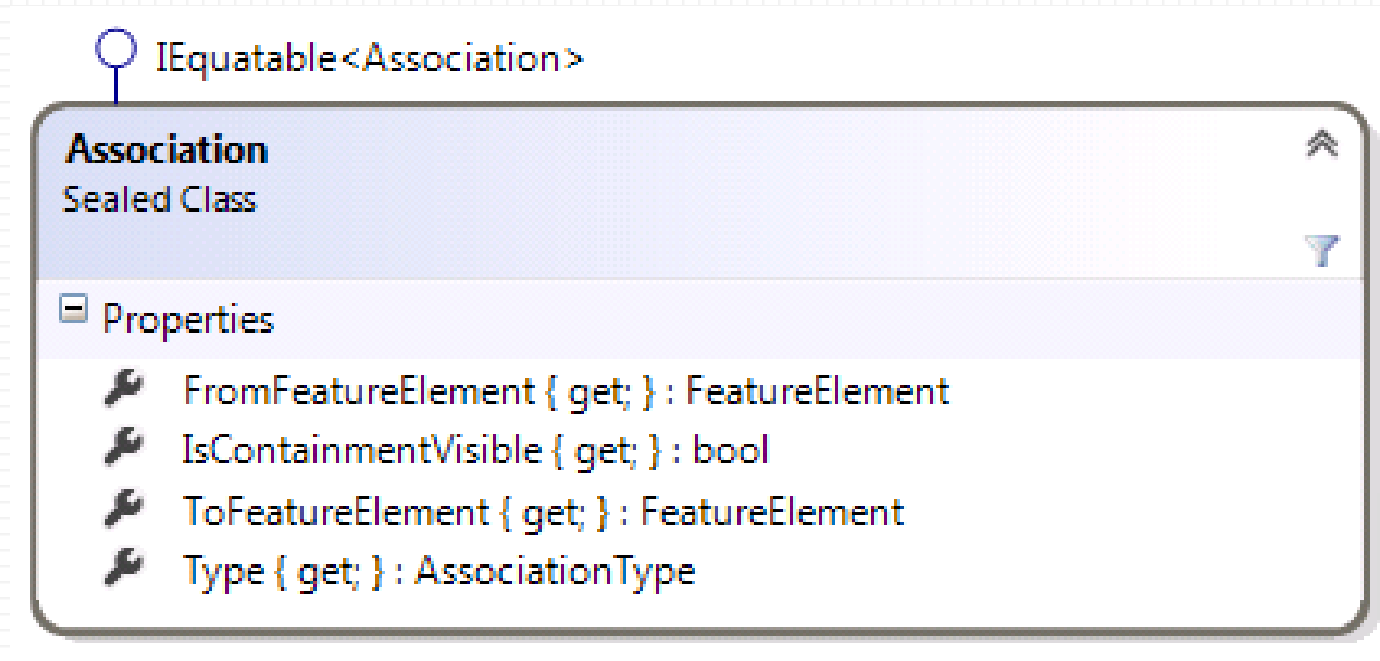 IEquatable<Association>
Association
Sealed Class
Properties
FromFeatureElement { get; } : FeatureElement
IsContainmentVisible { get; } : bool
ToFeatureElement { get; } : FeatureElement
Type { get; } : AssociationType